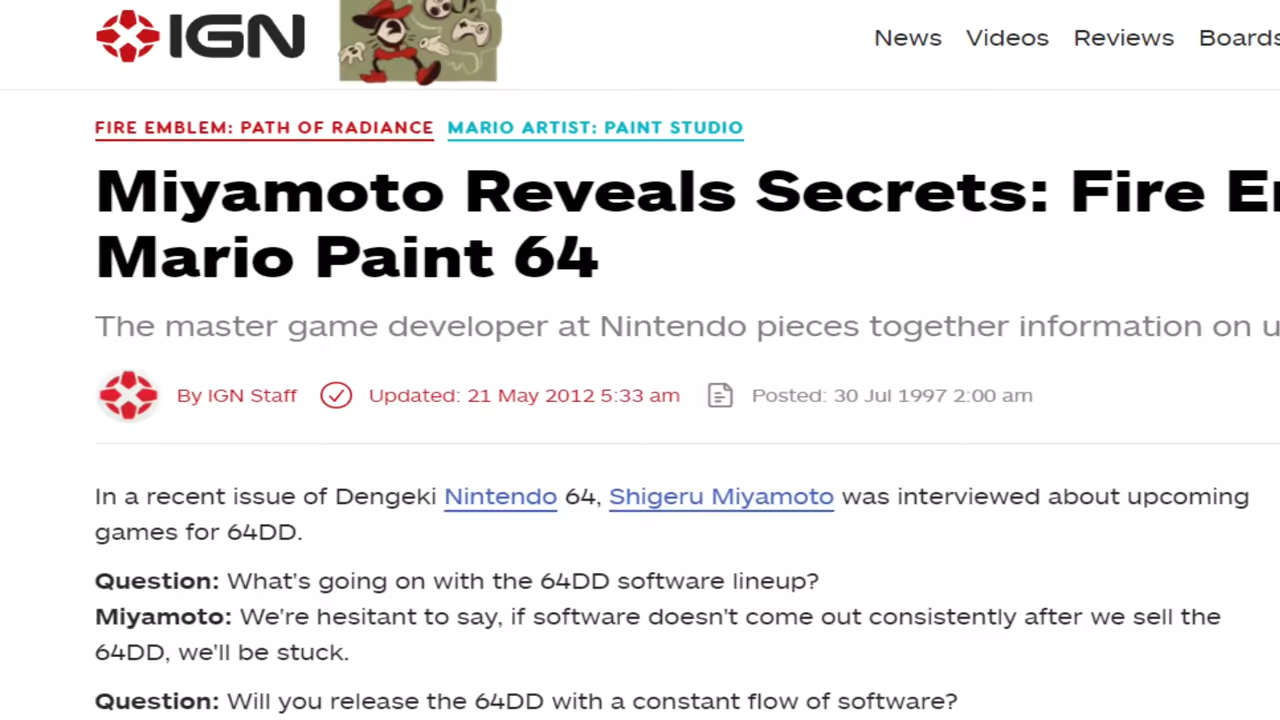 IGN
News Videos Reviews Boards
FIRE EMBLEM: PATH OF RADIANCE MARIO ARTIST: PAINT STUDIO
Miyamoto Reveals Secrets: Fire
Mario Paint 64
The master game developer at Nintendo pieces together information on
By IGN Staff Updated: 21 May 2012 5:33 am Posted: 30 Jul 1997 2:00 am
In a recent issue of Dengeki Nintendo 64, Shigeru Miyamoto was interviewed about upcoming
games for 64DD.
Question: What's going on with the 64DD software lineup?
Miyamoto: We're hesitant to say, if software doesn't come out consistently after we sell the
64DD, we'll be stuck.
Question: Will you release the 64DD with a constant flow of software?